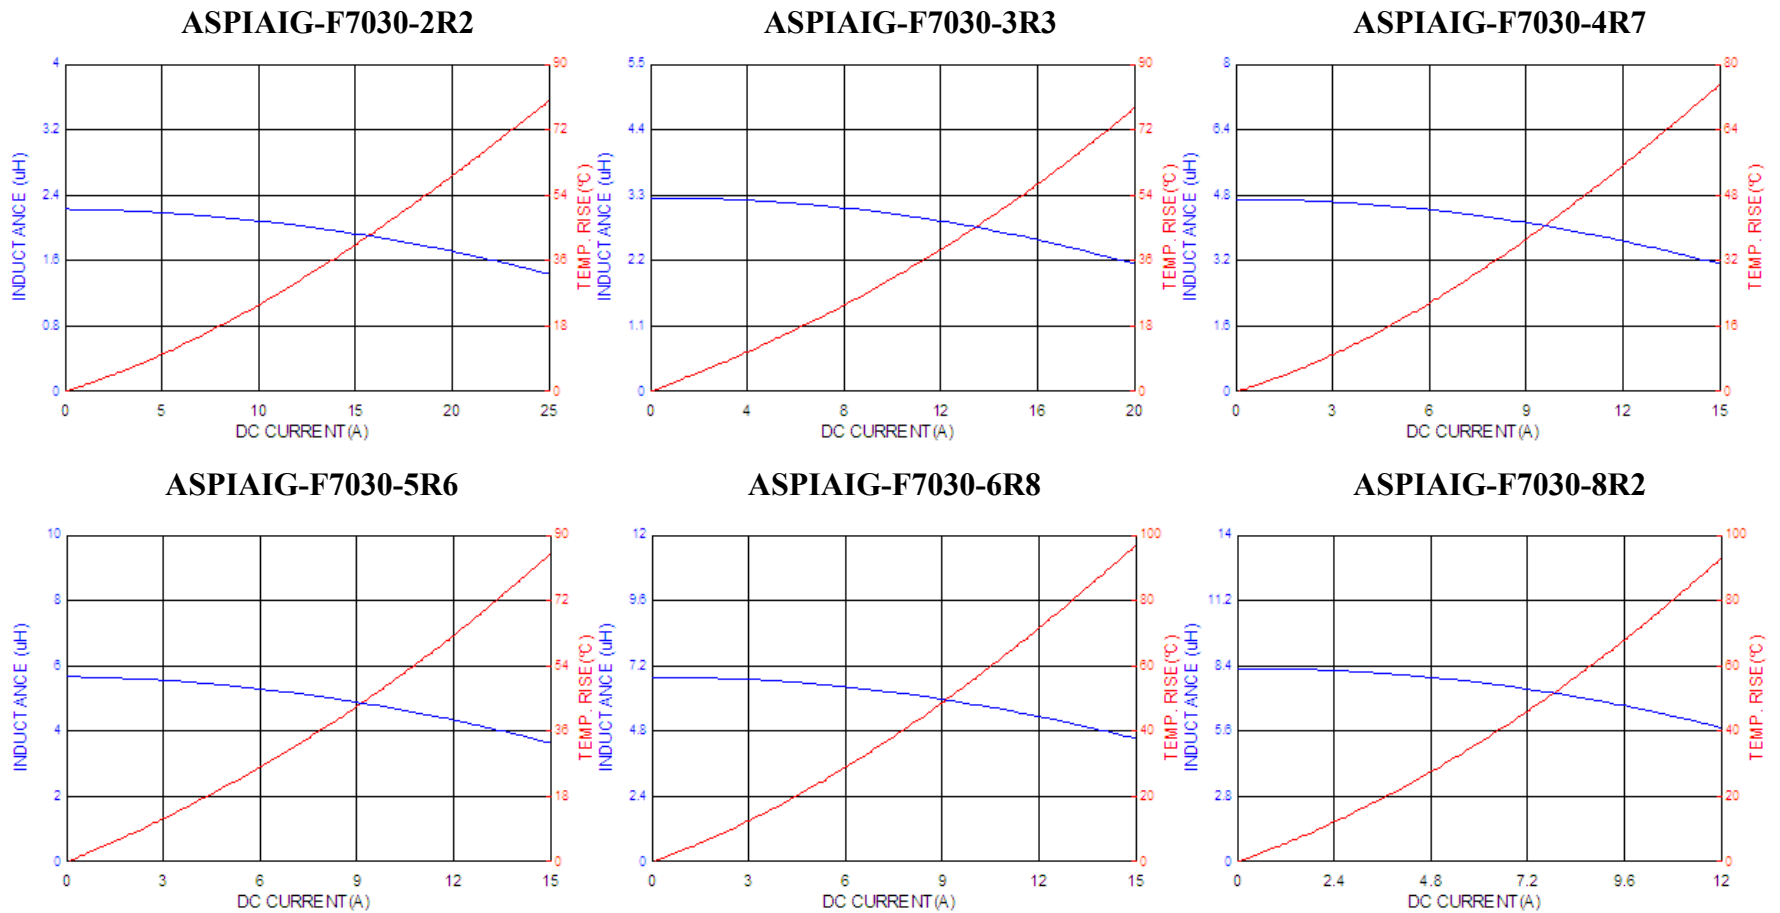 ASPIAIG-F7030-2R2
INDUCTANCE (uH)
4
3.2
2.4
1.6
0.8
0
90
72
54
36
18
0
TEMP. RISE(℃)
0 5 10 15 20 25
DC CURRENT(A)
ASPIAIG-F7030-3R3
INDUCTANCE (uH)
5.5
4.4
3.3
2.2
1.1
0
90
72
54
36
18
0
TEMP. RISE(℃)
0 4 8 12 16 20
DC CURRENT(A)
ASPIAIG-F7030-4R7
INDUCTANCE (uH)
8
6.4
4.8
3.2
1.6
0
80
64
48
32
16
0
TEMP. RISE(℃)
0 3 6 9 12 15
DC CURRENT(A)
ASPIAIG-F7030-5R6
INDUCTANCE (uH)
10
8
6
4
2
0
90
72
54
36
18
0
TEMP. RISE(℃)
0 3 6 9 12 15
DC CURRENT(A)
ASPIAIG-F7030-6R8
INDUCTANCE (uH)
12
9.6
7.2
4.8
2.4
0
100
80
60
40
20
0
TEMP. RISE(℃)
0 3 6 9 12 15
DC CURRENT(A)
ASPIAIG-F7030-8R2
INDUCTANCE (uH)
14
11.2
8.4
5.6
2.8
0
100
80
60
40
20
0
TEMP. RISE(℃)
0 2.4 4.8 7.2 9.6 12
DC CURRENT(A)